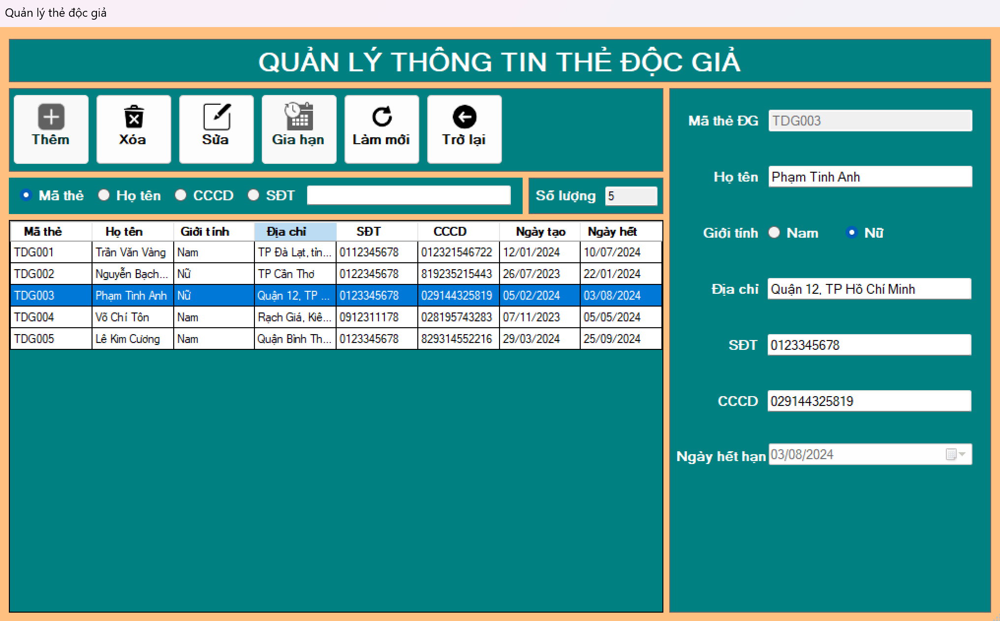 Quản lý thẻ độc giả
QUẢN LÝ THÔNG TIN THẺ ĐỘC GIẢ
Thêm Xóa Sửa Gia hạn Làm mới Trở lại
Mã thẻ Họ tên CCCD SĐT
Số lượng 5
Mã thẻ Họ tên Giới tính Địa chỉ SĐT CCCD Ngày tạo Ngày hết
TDG001 Trần Văn Vàng Nam TP Đà Lạt, tỉn... 0112345678 012321546722 12/01/2024 10/07/2024
TDG002 Nguyễn Bạch... Nữ TP Cần Thơ 0122345678 819235215443 26/07/2023 22/01/2024
TDG003 Phạm Tinh Anh Nữ Quận 12, TP ... 0123345678 029144325819 05/02/2024 03/08/2024
TDG004 Võ Chí Tôn Nam Rạch Giá, Kiê... 0912311178 028195743283 07/11/2023 05/05/2024
TDG005 Lê Kim Cương Nam Quận Bình Th... 0123345678 829314552216 29/03/2024 25/09/2024
Mã thẻ ĐG TDG003
Họ tên Phạm Tinh Anh
Giới tính Nam Nữ
Địa chỉ Quận 12, TP Hồ Chí Minh
SĐT 0123345678
CCCD 029144325819
Ngày hết hạn 03/08/2024